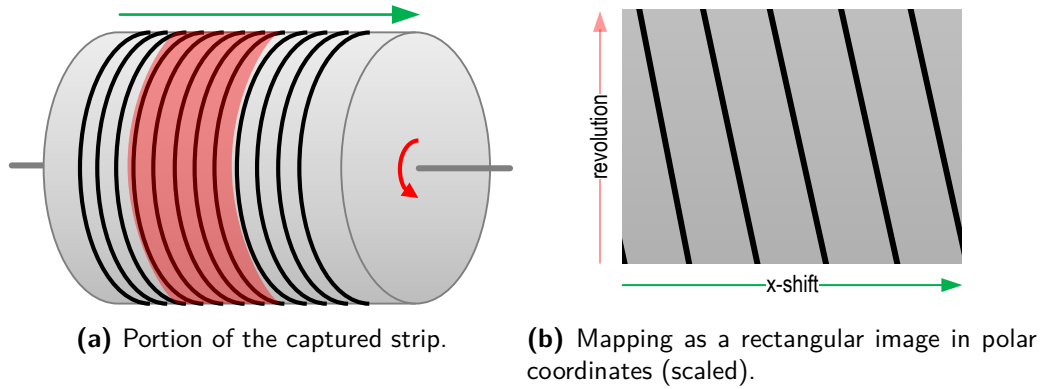 revolution
x-shift
(a) Portion of the captured strip.
(b) Mapping as a rectangular image in polar
coordinates (scaled).